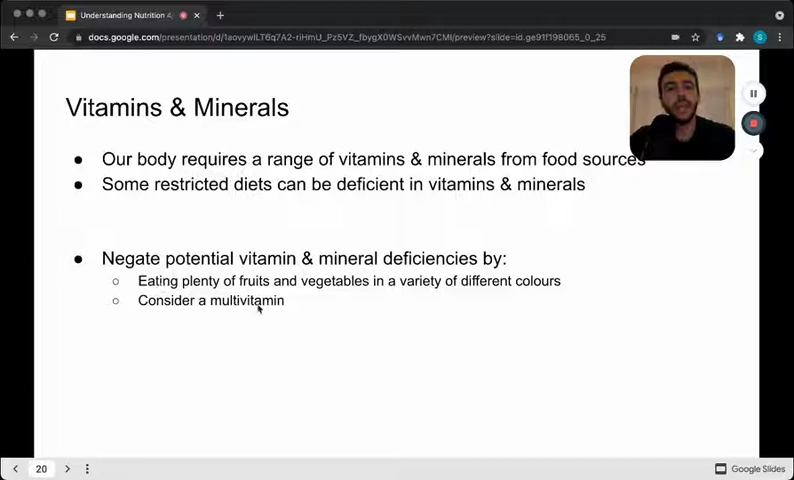 Understanding Nutrition 4
docs.google.com/presentation/d/1aovywILT6q7A2-riHmU_Pz5VZ_fbygX0WSvvMwn7CMI/preview?slide=id.ge91f198065_0_25
S
Vitamins & Minerals
● Our body requires a range of vitamins & minerals from food sources
● Some restricted diets can be deficient in vitamins & minerals
● Negate potential vitamin & mineral deficiencies by:
○ Eating plenty of fruits and vegetables in a variety of different colours
○ Consider a multivitamin
20
Google Slides